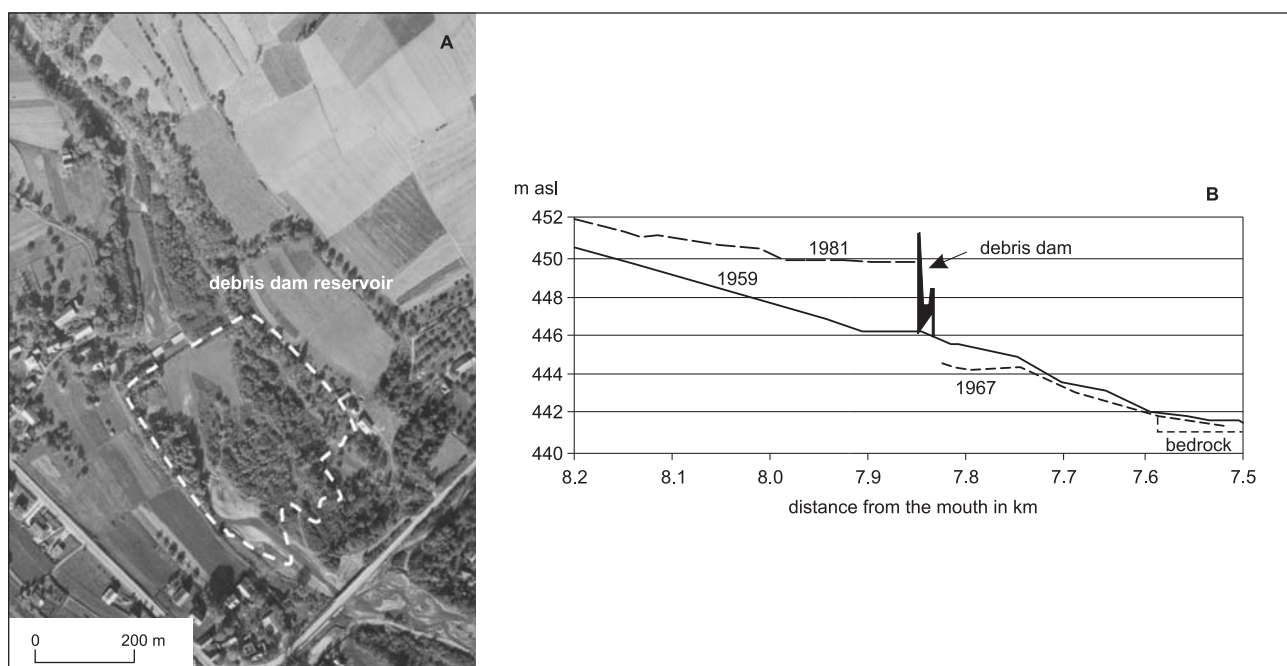 A
debris dam reservoir
0 200 m
m asl
B
452
450
448
446
444
442
440
1981
1959
debris dam
1967
bedrock
8.2 8.1 8.0 7.9 7.8 7.7 7.6 7.5
distance from the mouth in km